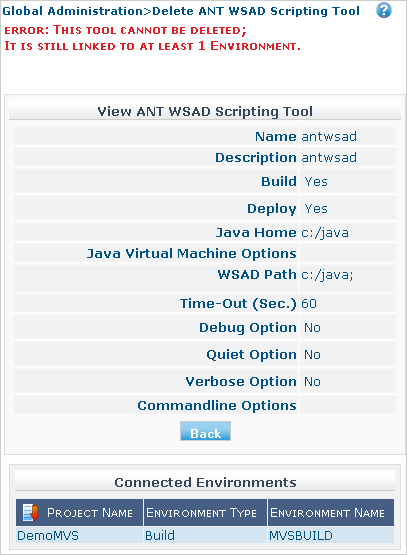 Global Administration>Delete ANT WSAD Scripting Tool ?
ERROR: THIS TOOL CANNOT BE DELETED;
IT IS STILL LINKED TO AT LEAST 1 ENVIRONMENT.
View ANT WSAD Scripting Tool
Name antwsad
Description antwsad
Build Yes
Deploy Yes
Java Home c:/java
Java Virtual Machine Options
WSAD Path c:/java;
Time-Out (Sec.) 60
Debug Option No
Quiet Option No
Verbose Option No
Commandline Options
Back
Connected Environments
PROJECT NAME ENVIRONMENT TYPE ENVIRONMENT NAME
DemoMVS Build MVSBUILD